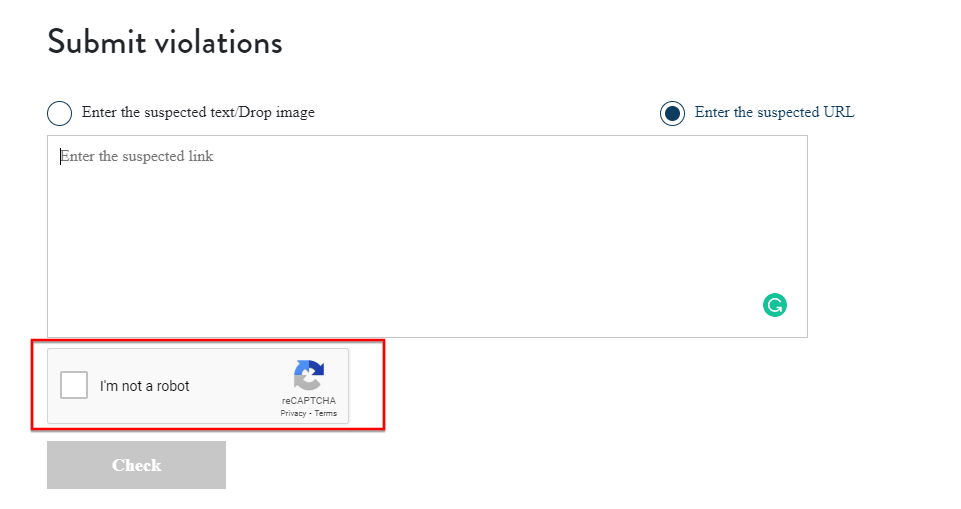 Submit violations
Enter the suspected text/Drop image
Enter the suspected URL
Enter the suspected link
I'm not a robot
reCAPTCHA
Privacy - Terms
Check